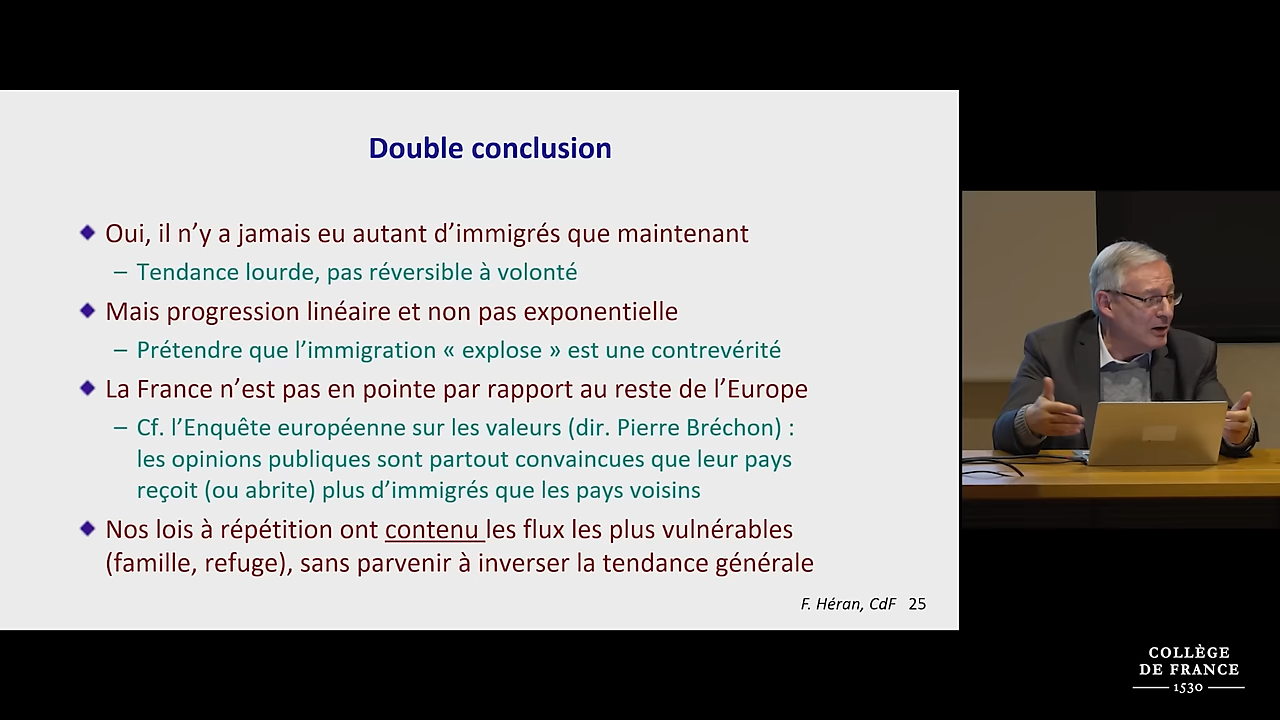 Double conclusion
Oui, il n’y a jamais eu autant d’immigrés que maintenant
– Tendance lourde, pas réversible à volonté
Mais progression linéaire et non pas exponentielle
– Prétendre que l’immigration « explose » est une contrevérité
La France n’est pas en pointe par rapport au reste de l’Europe
– Cf. l’Enquête européenne sur les valeurs (dir. Pierre Bréchon) :
les opinions publiques sont partout convaincues que leur pays
reçoit (ou abrite) plus d’immigrés que les pays voisins
Nos lois à répétition ont contenu les flux les plus vulnérables
(famille, refuge), sans parvenir à inverser la tendance générale
F. Héran, CdF 25
COLLÈGE
DE FRANCE
1530